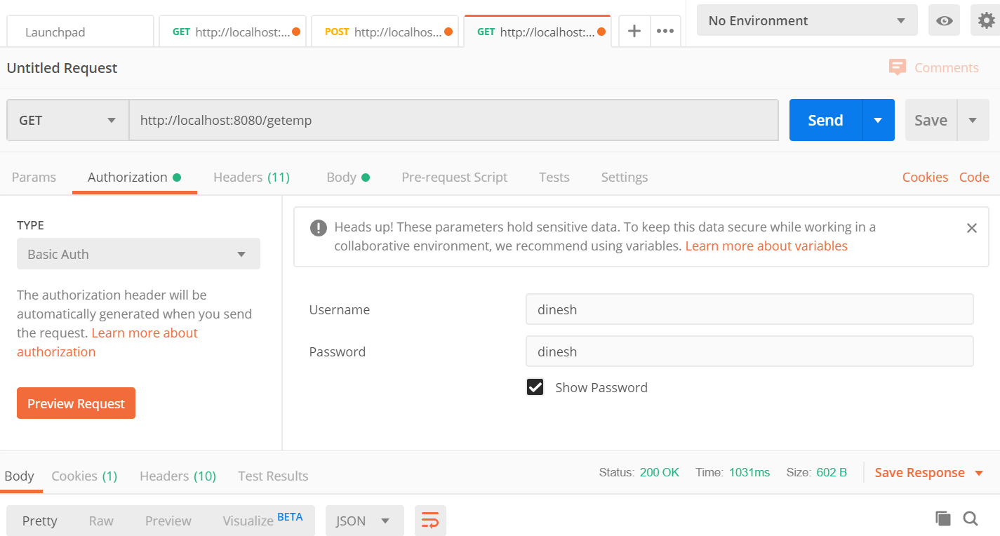 Launchpad
GET http://localhost:...
POST http://localhos...
GET http://localhost:...
No Environment
Untitled Request
Comments
GET
http://localhost:8080/getemp
Send
Save
Params
Authorization
Headers (11)
Body
Pre-request Script
Tests
Settings
Cookies
Code
TYPE
Basic Auth
The authorization header will be
automatically generated when you send
the request. Learn more about
authorization
Preview Request
Heads up! These parameters hold sensitive data. To keep this data secure while working in a
collaborative environment, we recommend using variables. Learn more about variables
Username
dinesh
Password
dinesh
Show Password
Body
Cookies (1)
Headers (10)
Test Results
Status: 200 OK
Time: 1031ms
Size: 602 B
Save Response
Pretty
Raw
Preview
Visualize BETA
JSON